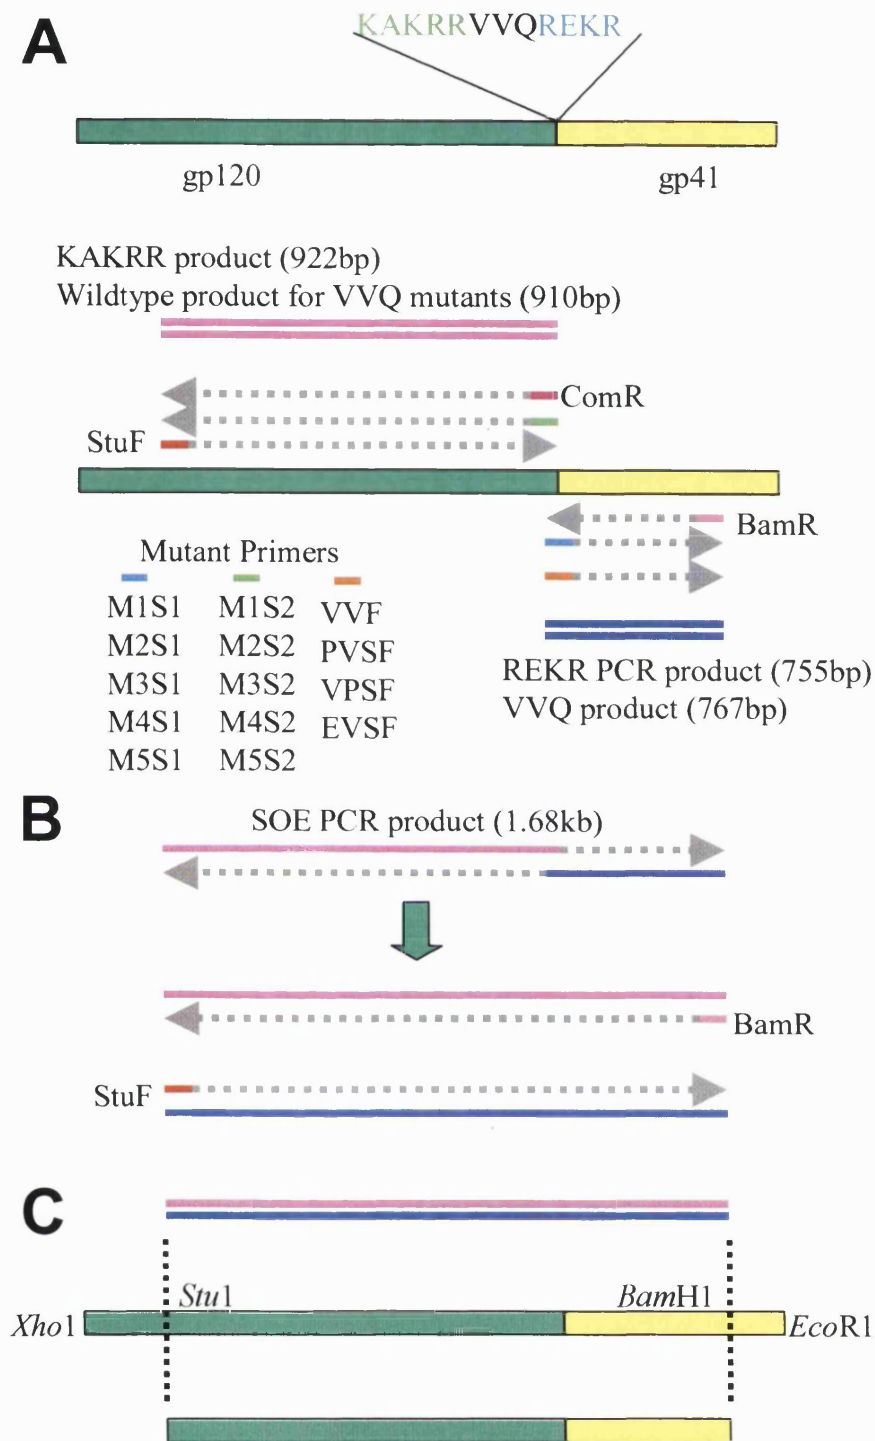 A
KAKRRVVQREKR
gp120
gp41
KAKRR product (922bp)
Wildtype product for VVQ mutants (910bp)
ComR
StuF
BamR
Mutant Primers
M1S1 M1S2 VVF
M2S1 M2S2 PVSF
M3S1 M3S2 VPSF
M4S1 M4S2 EVSF
M5S1 M5S2
REKR PCR product (755bp)
VVQ product (767bp)
B
SOE PCR product (1.68kb)
BamR
StuF
C
Stu1
BamH1
Xho1
EcoR1